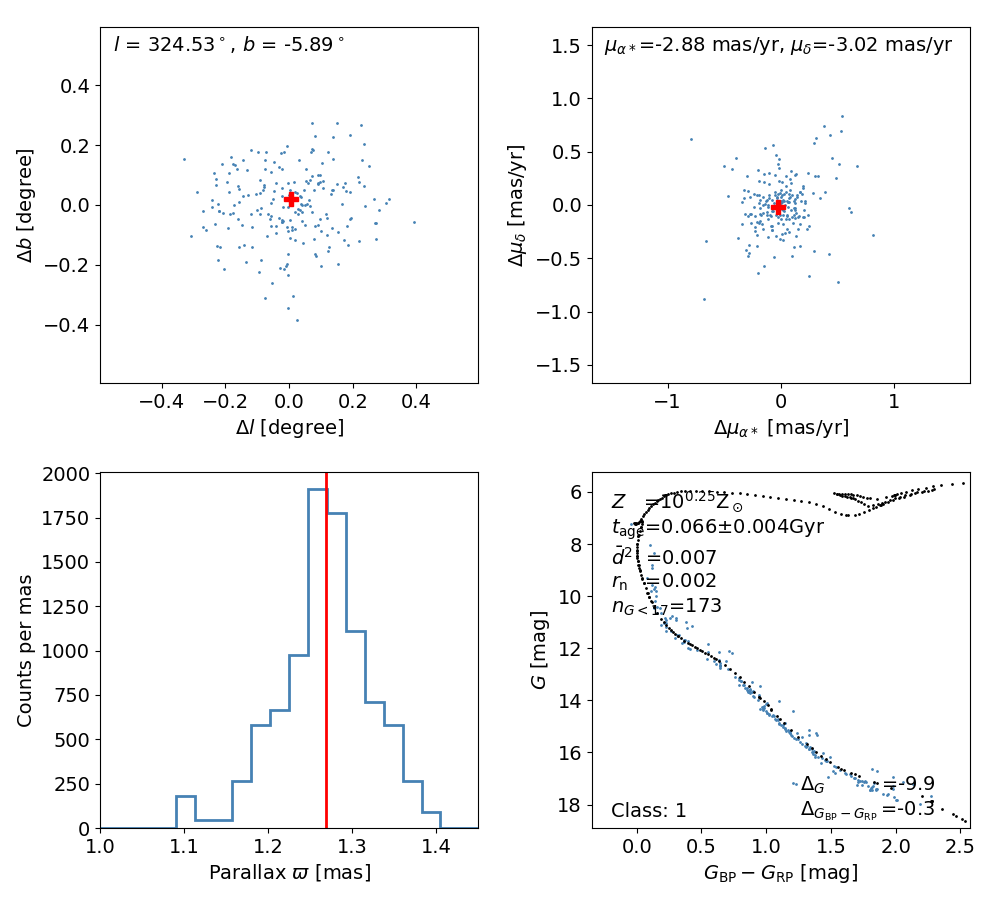 l = 324.53°, b = -5.89°
0.4
0.2
0.0
−0.2
−0.4
Δb [degree]
−0.4 −0.2 0.0 0.2 0.4
Δl [degree]
μα∗=-2.88 mas/yr, μδ=-3.02 mas/yr
1.5
1.0
0.5
0.0
−0.5
−1.0
−1.5
Δμδ [mas/yr]
−1 0 1
Δμα∗ [mas/yr]
2000
1750
1500
1250
1000
750
500
250
0
Counts per mas
1.0 1.1 1.2 1.3 1.4
Parallax ϖ [mas]
Z =10^0.25 Z⊙
tage=0.066±0.004Gyr
d̄² =0.007
rn =0.002
nG<17=173
ΔG =-9.9
ΔGBP−GRP =-0.3
Class: 1
6
8
10
12
14
16
18
G [mag]
0.0 0.5 1.0 1.5 2.0 2.5
GBP − GRP [mag]